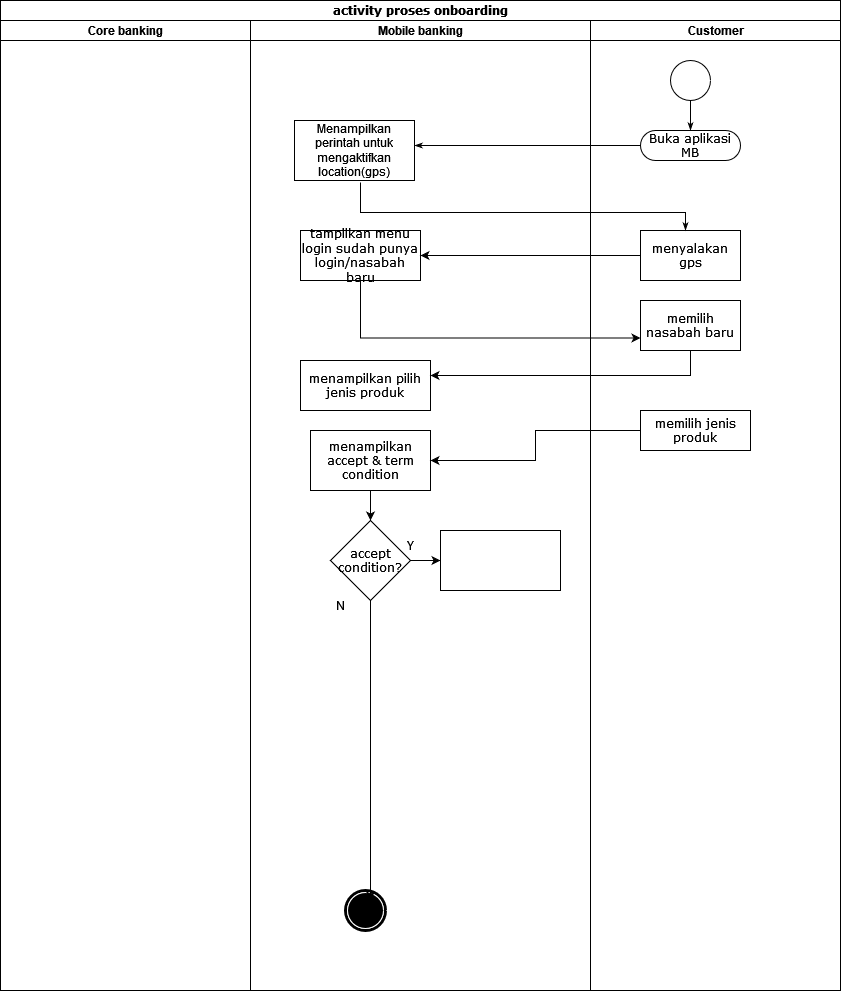 activity proses onboarding
Core banking
Mobile banking
Customer
Buka aplikasi
MB
Menampilkan
perintah untuk
mengaktifkan
location(gps)
menyalakan
gps
tampilkan menu
login sudah punya
login/nasabah
baru
memilih
nasabah baru
menampilkan pilih
jenis produk
memilih jenis
produk
menampilkan
accept & term
condition
accept
condition?
Y
N